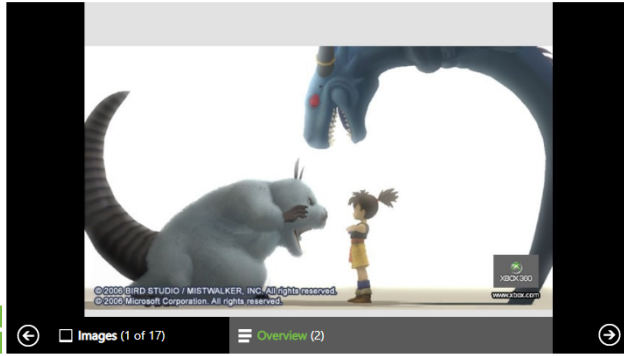 © 2006 BIRD STUDIO / MISTWALKER, INC. All rights reserved.
© 2006 Microsoft Corporation. All rights reserved.
XBOX 360
www.xbox.com
Images (1 of 17)
Overview (2)